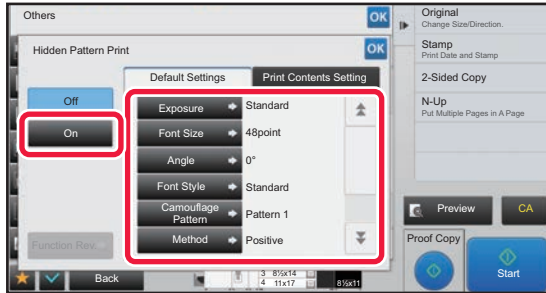 Others
OK
Original
Change Size/Direction.
Hidden Pattern Print
OK
Stamp
Print Date and Stamp
Default Settings
Print Contents Setting
2-Sided Copy
Off
On
Exposure
Standard
N-Up
Put Multiple Pages in A Page
Font Size
48point
Angle
0°
Font Style
Standard
Camouflage
Pattern
Pattern 1
Method
Positive
Preview
CA
Function Rev.
Proof Copy
Start
Back
3 8½x14
4 11x17
8½x11